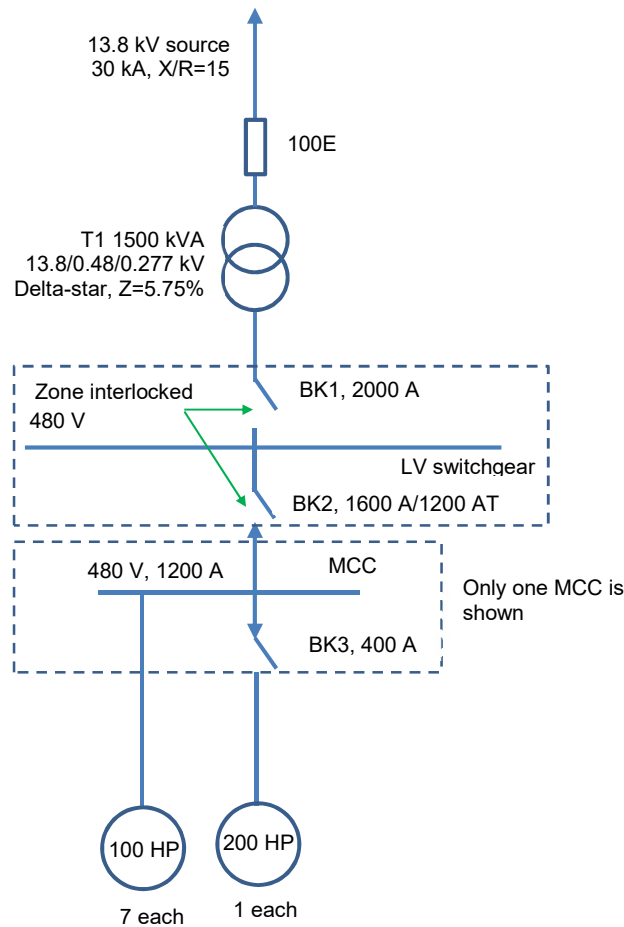 13.8 kV source
30 kA, X/R=15
100E
T1 1500 kVA
13.8/0.48/0.277 kV
Delta-star, Z=5.75%
Zone interlocked
BK1, 2000 A
480 V
LV switchgear
BK2, 1600 A/1200 AT
480 V, 1200 A
MCC
Only one MCC is
shown
BK3, 400 A
100 HP
200 HP
7 each
1 each